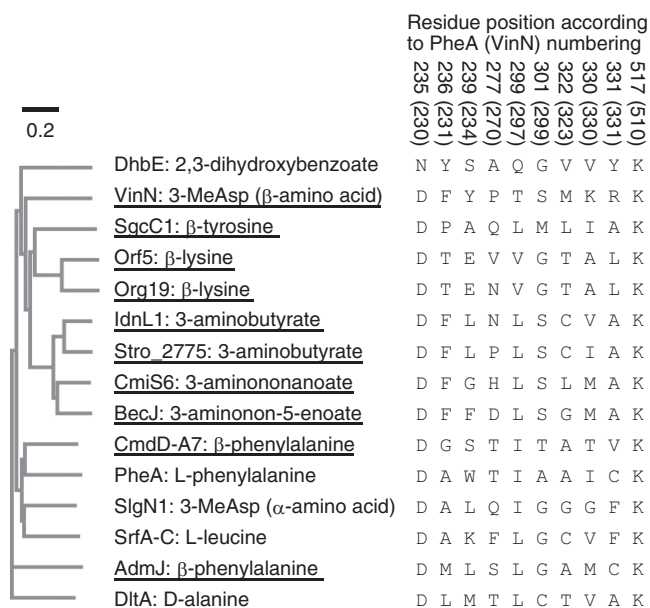 Residue position according
to PheA (VinN) numbering
235 (230) 236 (231) 239 (234) 277 (270) 299 (297) 301 (299) 322 (323) 330 (330) 331 (331) 517 (510)
0.2
DhbE: 2,3-dihydroxybenzoate N Y S A Q G V V Y K
VinN: 3-MeAsp (β-amino acid) D F Y P T S M K R K
SgcC1: β-tyrosine D P A Q L M L I A K
Orf5: β-lysine D T E V V G T A L K
Org19: β-lysine D T E N V G T A L K
IdnL1: 3-aminobutyrate D F L N L S C V A K
Stro_2775: 3-aminobutyrate D F L P L S C I A K
CmiS6: 3-aminononanoate D F G H L S L M A K
BecJ: 3-aminonon-5-enoate D F F D L S G M A K
CmdD-A7: β-phenylalanine D G S T I T A T V K
PheA: L-phenylalanine D A W T I A A I C K
SlgN1: 3-MeAsp (α-amino acid) D A L Q I G G G F K
SrfA-C: L-leucine D A K F L G C V F K
AdmJ: β-phenylalanine D M L S L G A M C K
DltA: D-alanine D L M T L C T V A K